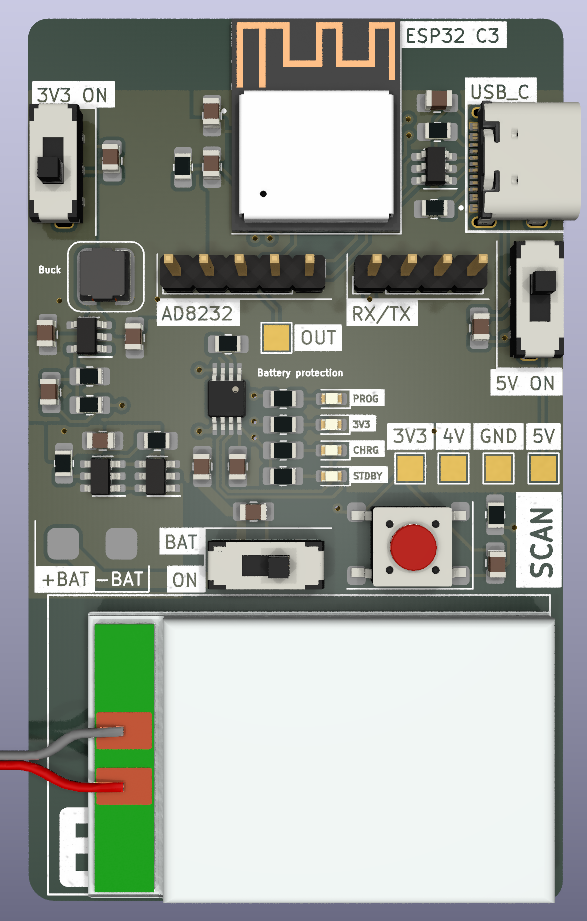 ESP32 C3
3V3 ON
USB_C
Buck
AD8232
RX/TX
OUT
5V ON
Battery protection
PROG
3V3
CHRG
STDBY
3V3
4V
GND
5V
SCAN
BAT
ON
+BAT
-BAT